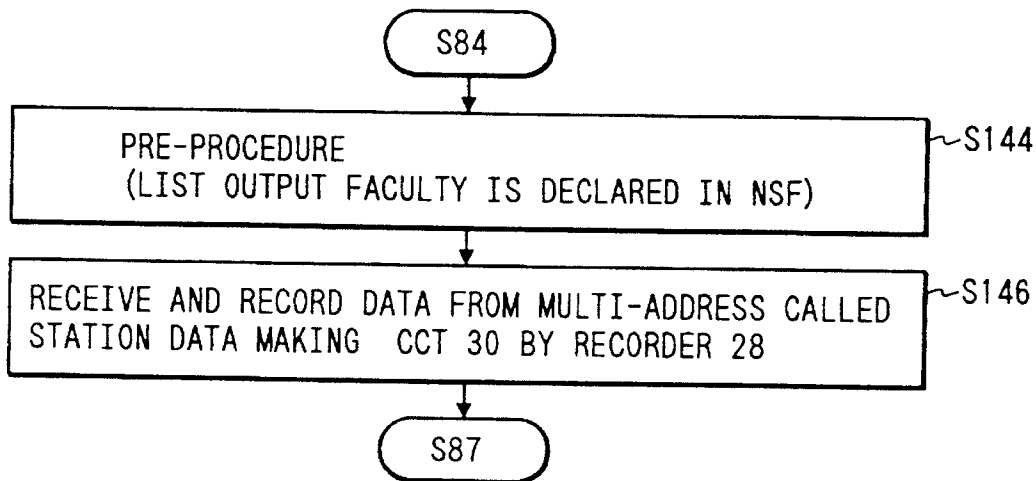 S84
PRE-PROCEDURE
(LIST OUTPUT FACULTY IS DECLARED IN NSF)
S144
RECEIVE AND RECORD DATA FROM MULTI-ADDRESS CALLED
STATION DATA MAKING CCT 30 BY RECORDER 28
S146
S87